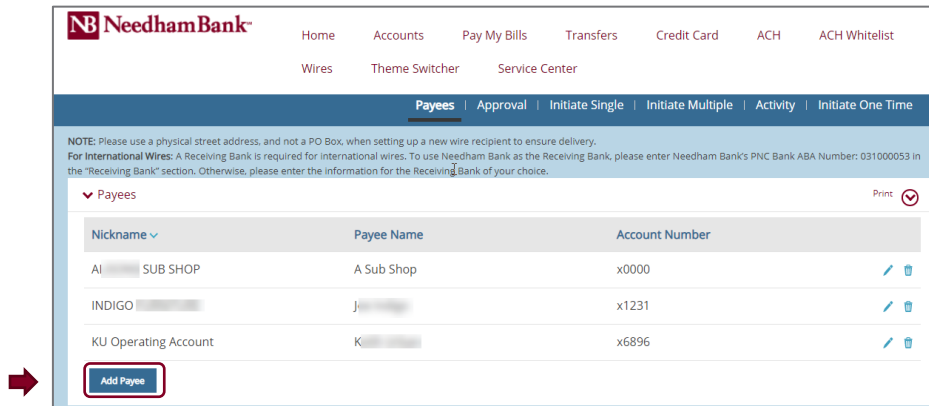 NB NeedhamBank
Home Accounts Pay My Bills Transfers Credit Card ACH ACH Whitelist
Wires Theme Switcher Service Center
Payees | Approval | Initiate Single | Initiate Multiple | Activity | Initiate One Time
NOTE: Please use a physical street address, and not a PO Box, when setting up a new wire recipient to ensure delivery.
For International Wires: A Receiving Bank is required for international wires. To use Needham Bank as the Receiving Bank, please enter Needham Bank's PNC Bank ABA Number: 031000053 in
the "Receiving Bank" section. Otherwise, please enter the information for the Receiving Bank of your choice.
Payees Print
Nickname Payee Name Account Number
SUB SHOP A Sub Shop x0000
INDIGO x1231
KU Operating Account x6896
Add Payee